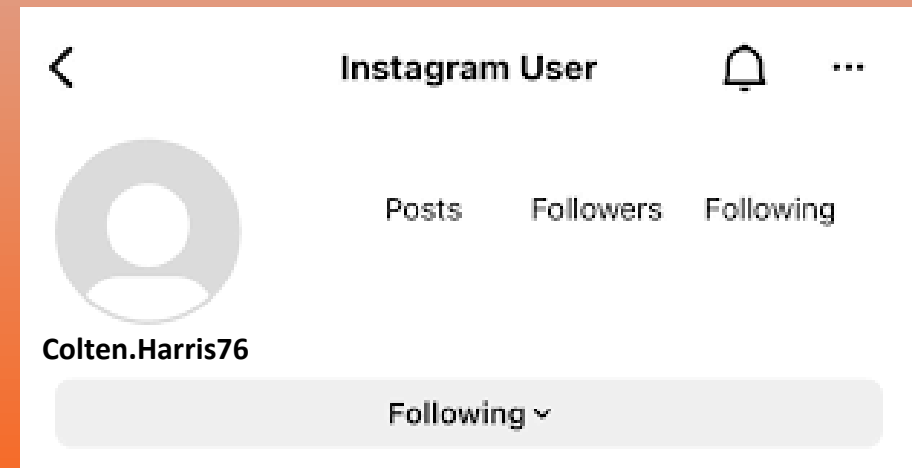 Instagram User
Posts Followers Following
Colten.Harris76
Following